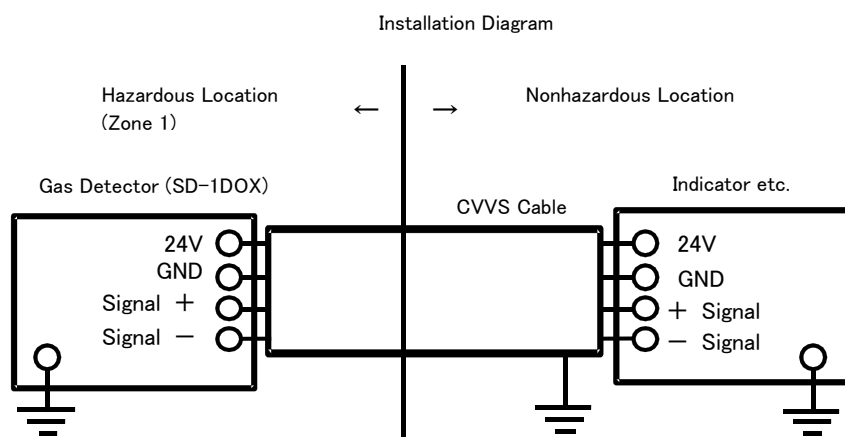 Installation Diagram
Hazardous Location
(Zone 1)
← →
Nonhazardous Location
Gas Detector (SD-1DOX)
CVVS Cable
Indicator etc.
24V
GND
Signal +
Signal -
24V
GND
+ Signal
- Signal